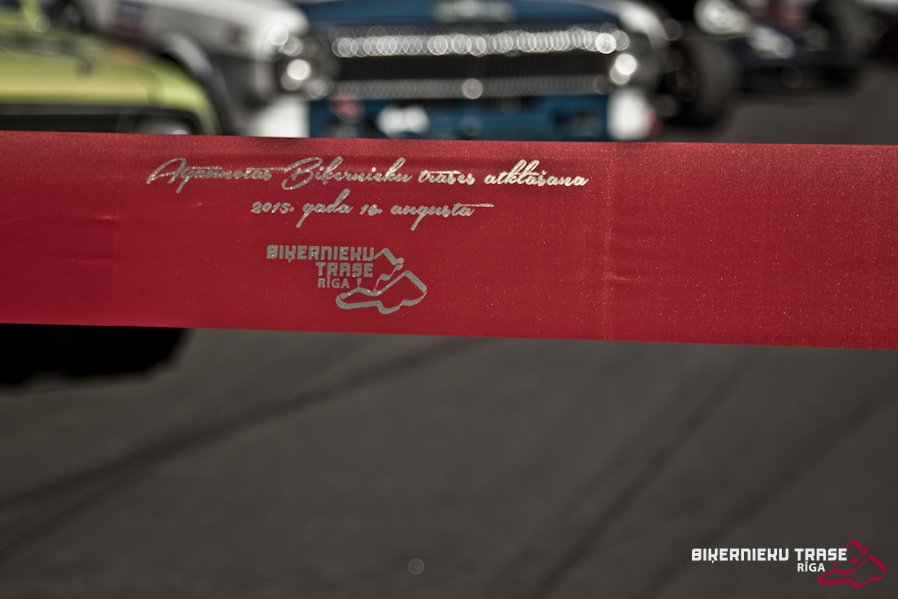 Atjaunotās Biķernieku trases atklāšana
2015. gada 16. augustā
BIĶERNIEKU
TRASE
RĪGA
BIĶERNIEKU TRASE
RĪGA